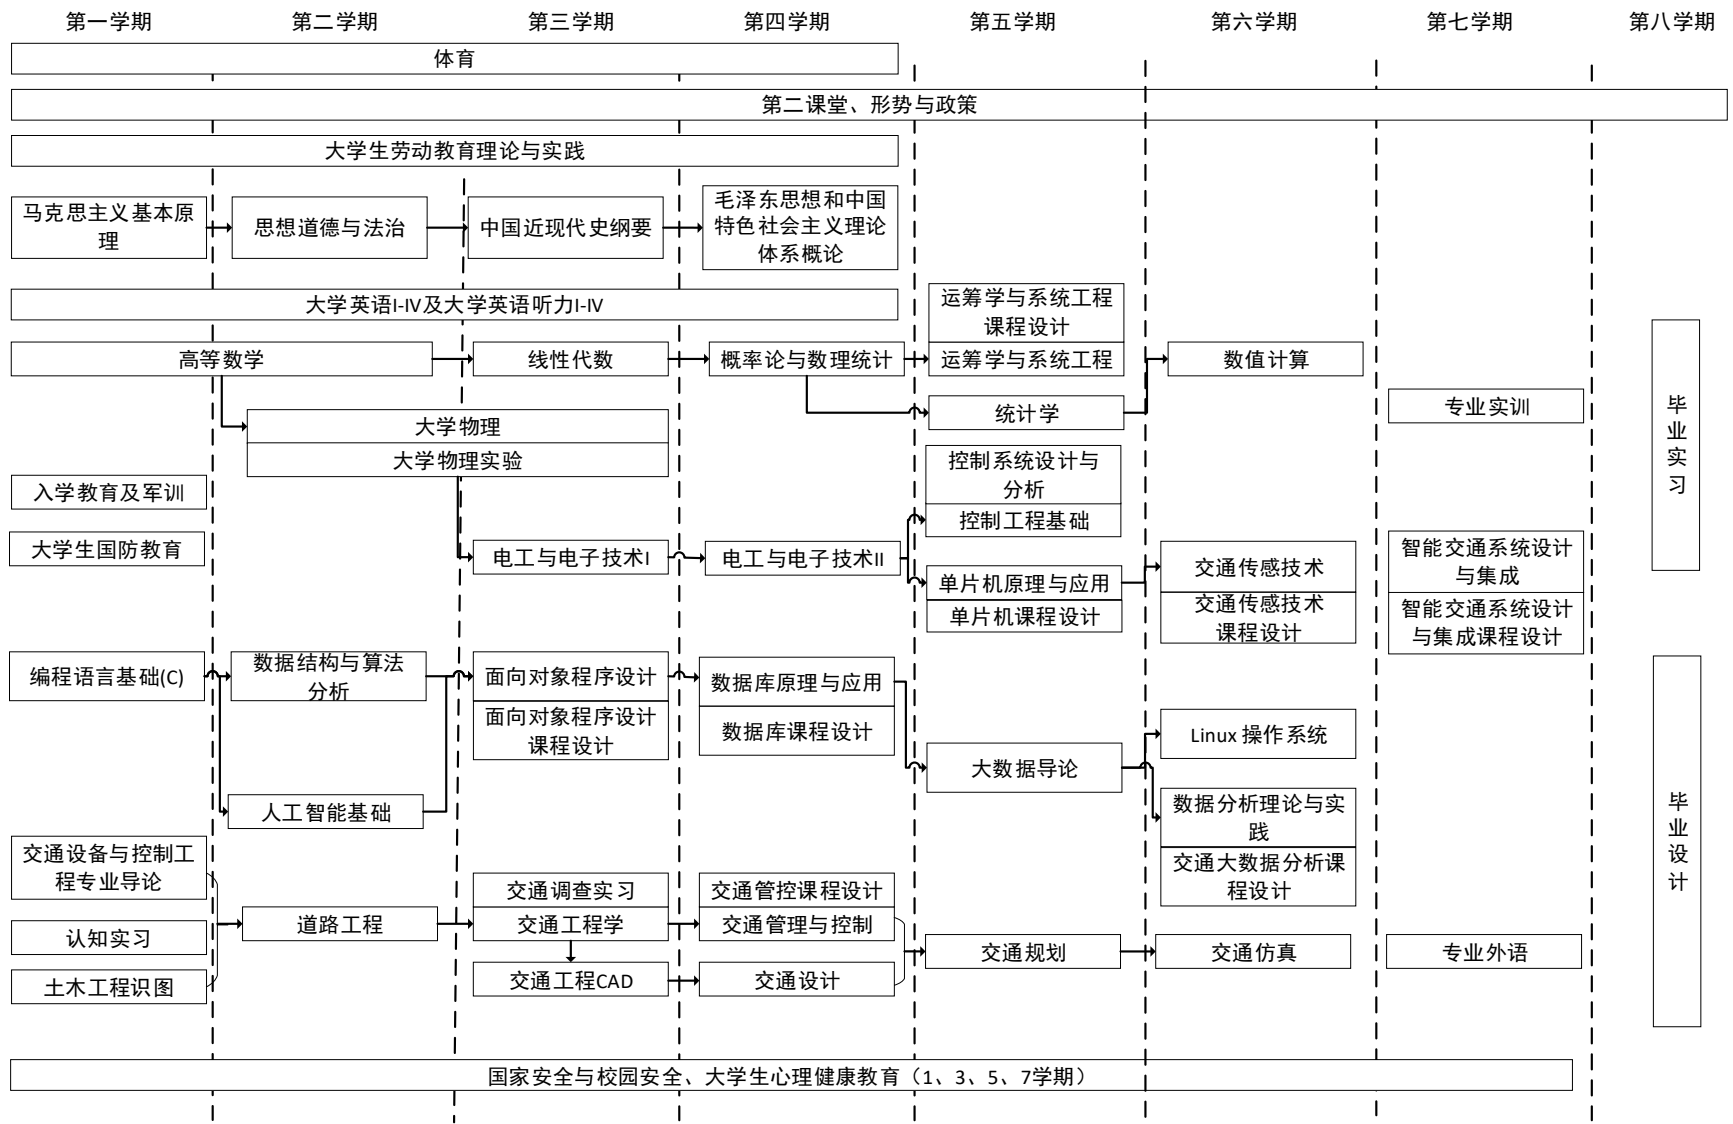 第一学期
第二学期
第三学期
第四学期
第五学期
第六学期
第七学期
第八学期
体育
第二课堂、形势与政策
大学生劳动教育理论与实践
马克思主义基本原
理
思想道德与法治
中国近现代史纲要
毛泽东思想和中国
特色社会主义理论
体系概论
大学英语I-IV及大学英语听力I-IV
运筹学与系统工程
课程设计
高等数学
线性代数
概率论与数理统计
运筹学与系统工程
数值计算
统计学
专业实训
大学物理
大学物理实验
毕业实习
入学教育及军训
控制系统设计与
分析
控制工程基础
大学生国防教育
电工与电子技术I
电工与电子技术II
单片机原理与应用
单片机课程设计
交通传感技术
交通传感技术
课程设计
智能交通系统设计
与集成
智能交通系统设计
与集成课程设计
编程语言基础(C)
数据结构与算法
分析
面向对象程序设计
面向对象程序设计
课程设计
数据库原理与应用
数据库课程设计
大数据导论
Linux 操作系统
人工智能基础
数据分析理论与实
践
交通大数据分析课
程设计
毕业设计
交通设备与控制工
程专业导论
认知实习
土木工程识图
道路工程
交通调查实习
交通工程学
交通工程CAD
交通管控课程设计
交通管理与控制
交通设计
交通规划
交通仿真
专业外语
国家安全与校园安全、大学生心理健康教育（1、3、5、7学期）